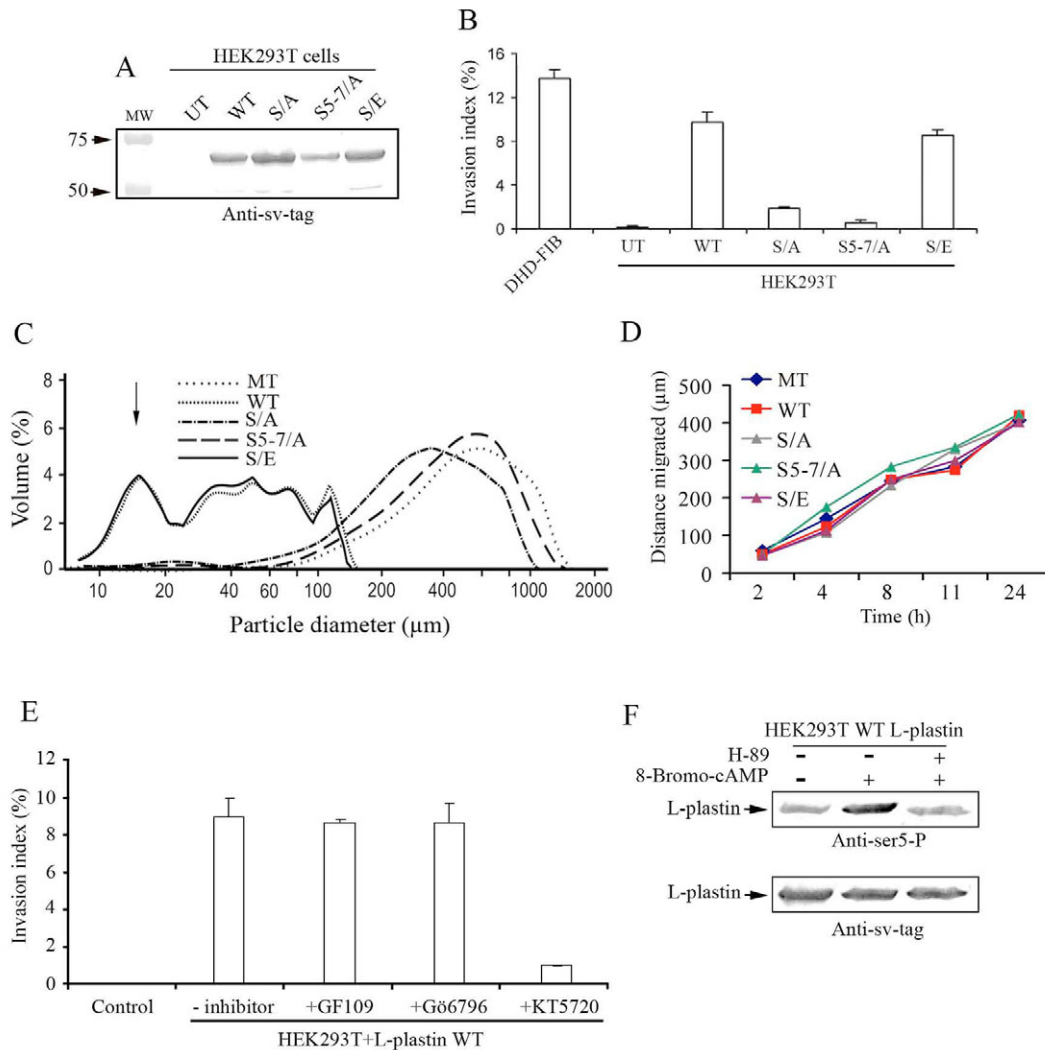 A
HEK293T cells
MW UT WT S/A S5-7/A S/E
75
50
Anti-sv-tag
B
Invasion index (%)
16
12
8
4
0
DHD-FIB UT WT S/A S5-7/A S/E
HEK293T
C
Volume (%)
8
6
4
2
0
MT
WT
S/A
S5-7/A
S/E
10 20 40 60 100 200 400 1000 2000
Particle diameter (µm)
D
Distance migrated (µm)
500
400
300
200
100
0
MT
WT
S/A
S5-7/A
S/E
2 4 8 11 24
Time (h)
E
Invasion index (%)
12
10
8
6
4
2
0
Control - inhibitor +GF109 +Gö6796 +KT5720
HEK293T+L-plastin WT
F
HEK293T WT L-plastin
H-89 - - +
8-Bromo-cAMP - + +
L-plastin
Anti-ser5-P
L-plastin
Anti-sv-tag